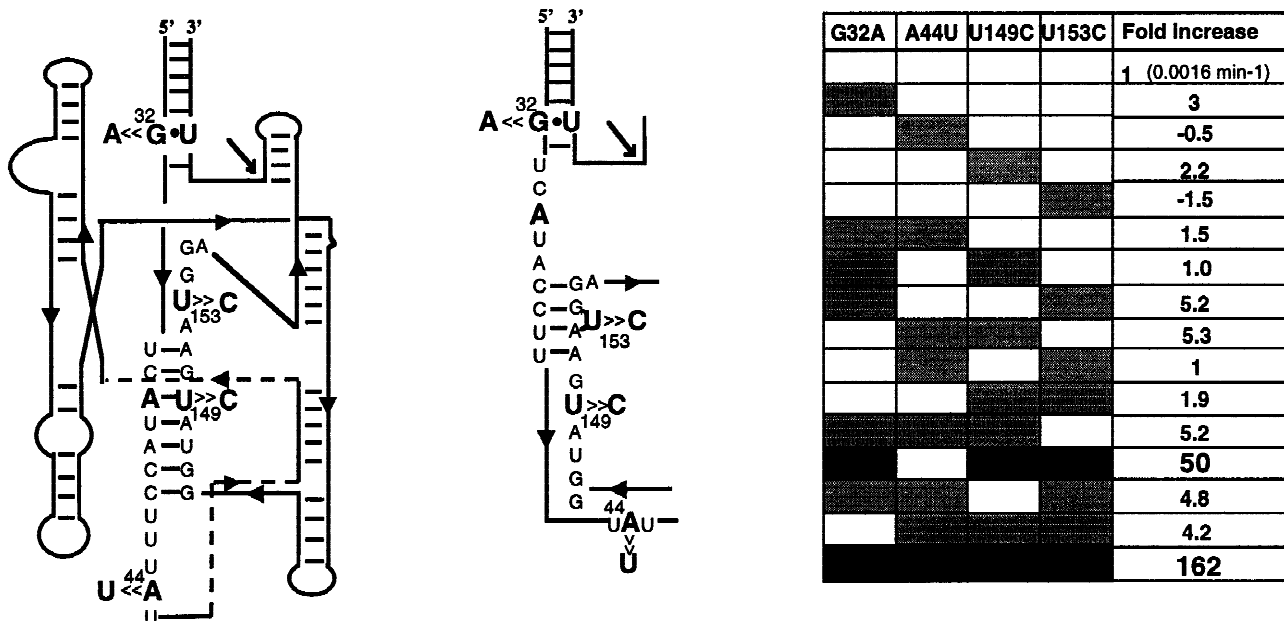 5' 3'
32
A<<G•U
GA
G
U>>C
153
A
U A
C–G
A U>>C
149
U–A
A–U
C–G
C–G
U
U
U
44
U<<A
U
5' 3'
32
A<<G•U
U
C
A
U
A
C–GA
C–G
U>>C
U–A
153
U–A
G
U>>C
149
A
U
G
G
44
UAU
U
G32A A44U U149C U153C Fold increase
1 (0.0016 min-1)
3
-0.5
2.2
-1.5
1.5
1.0
5.2
5.3
1
1.9
5.2
50
4.8
4.2
162